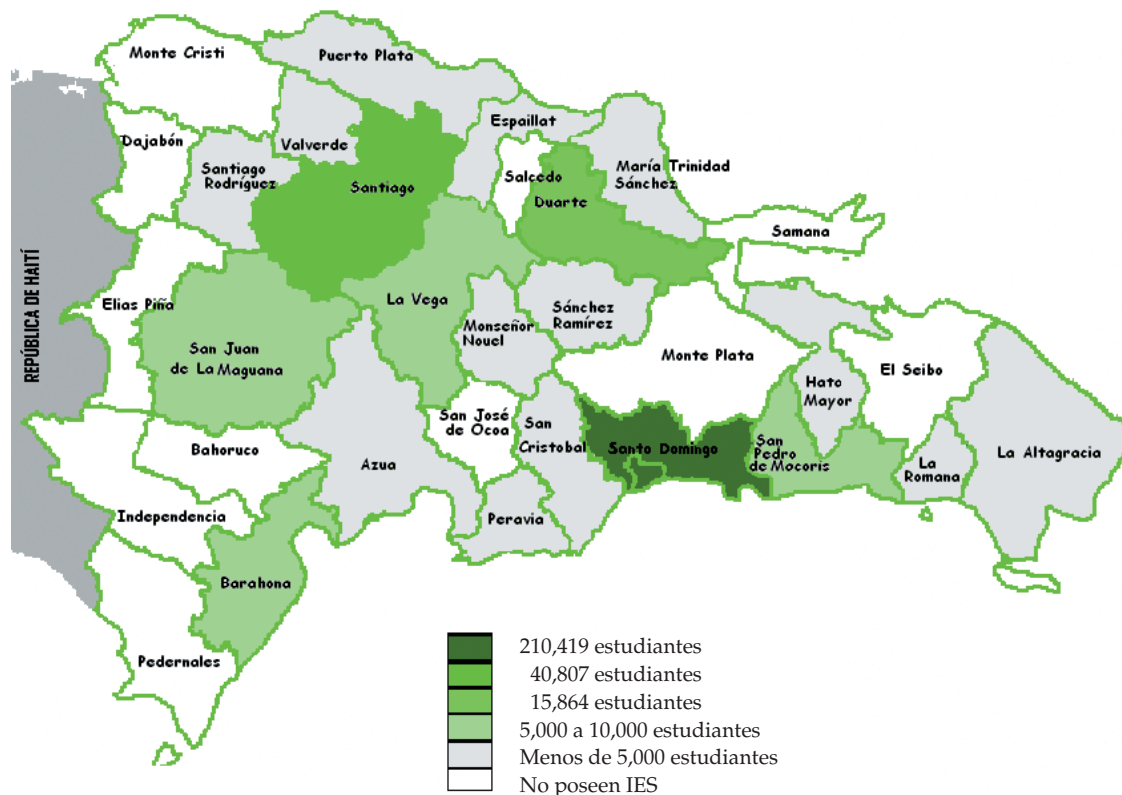 Monte Cristi
Puerto Plata
Espaillat
Dajabón
Valverde
Santiago
Rodríguez
Santiago
Salcedo
María Trinidad
Sánchez
Duarte
Samana
REPÚBLICA DE HAITÍ
Elias Piña
La Vega
Sánchez
Ramírez
Monseñor
Nouel
San Juan
de La Maguana
Monte Plata
El Seibo
Hato
Mayor
San José
de Ocoa
San
Cristobal
Santo Domingo
San
Pedro
de Mocoris
Bahoruco
Azua
La
Romana
La Altagracia
Independencia
Peravia
Barahona
Pedernales
210,419 estudiantes
40,807 estudiantes
15,864 estudiantes
5,000 a 10,000 estudiantes
Menos de 5,000 estudiantes
No poseen IES